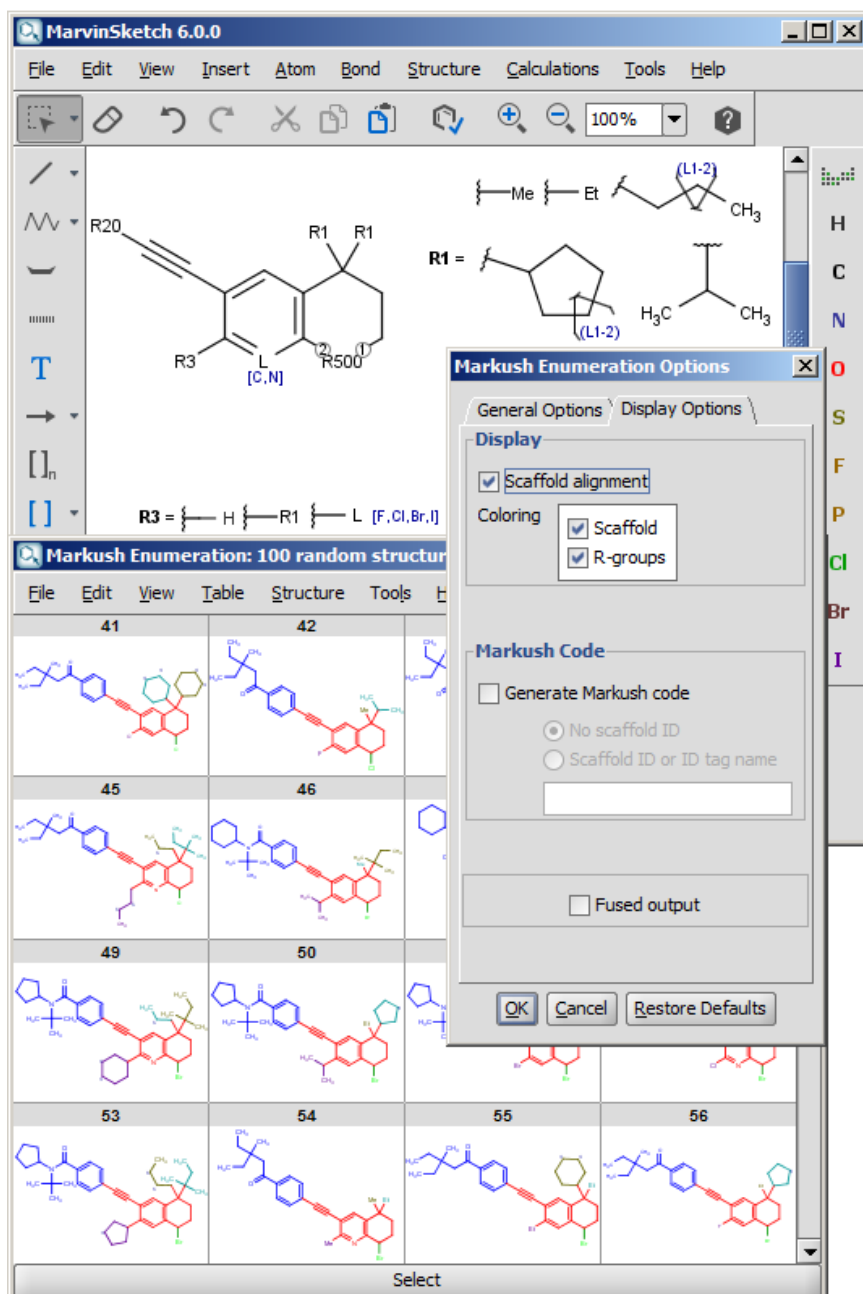 MarvinSketch 6.0.0
File Edit View Insert Atom Bond Structure Calculations Tools Help
100%
(L1-2)
Me Et
CH₃
R20
R1 R1
R1 =
H₃C CH₃
(L1-2)
R3 L R500
② ①
[C,N]
R3 = H R1 L [F,Cl,Br,I]
T
[ ]n
[ ]
H
C
N
O
S
F
P
Cl
Br
I
Markush Enumeration Options
General Options Display Options
Display
Scaffold alignment
Coloring
Scaffold
R-groups
Markush Code
Generate Markush code
No scaffold ID
Scaffold ID or ID tag name
Fused output
OK Cancel Restore Defaults
Markush Enumeration: 100 random structur
File Edit View Table Structure Tools H
41 42
45 46
49 50
53 54 55 56
Select